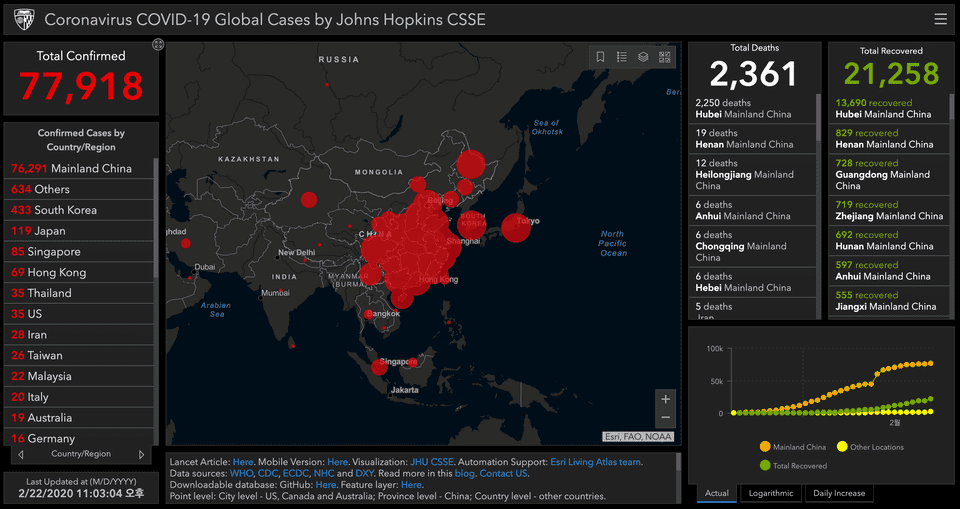 Coronavirus COVID-19 Global Cases by Johns Hopkins CSSE
Total Confirmed
77,918
Confirmed Cases by
Country/Region
76,291 Mainland China
634 Others
433 South Korea
119 Japan
85 Singapore
69 Hong Kong
35 Thailand
35 US
28 Iran
26 Taiwan
22 Malaysia
20 Italy
19 Australia
16 Germany
Country/Region
Last Updated at (M/D/YYYY)
2/22/2020 11:03:04 오후
RUSSIA
Sea of
Okhotsk
KAZAKHSTAN
MONGOLIA
Beijing
CHINA
SOUTH
KOREA
Tokyo
Shanghai
North
Pacific
Ocean
New Delhi
Dubai
INDIA
MYANMAR
(BURMA)
Hong Kong
Mumbai
Arabian
Sea
Bangkok
Singapore
Jakarta
Esri, FAO, NOAA
Lancet Article: Here. Mobile Version: Here. Visualization: JHU CSSE. Automation Support: Esri Living Atlas team.
Data sources: WHO, CDC, ECDC, NHC and DXY. Read more in this blog. Contact US.
Downloadable database: GitHub: Here. Feature layer: Here.
Point level: City level - US, Canada and Australia; Province level - China; Country level - other countries.
Total Deaths
2,361
2,250 deaths
Hubei Mainland China
19 deaths
Henan Mainland China
12 deaths
Heilongjiang Mainland
China
6 deaths
Anhui Mainland China
6 deaths
Chongqing Mainland
China
6 deaths
Hebei Mainland China
5 deaths
Iran
Total Recovered
21,258
13,690 recovered
Hubei Mainland China
829 recovered
Henan Mainland China
728 recovered
Guangdong Mainland
China
719 recovered
Zhejiang Mainland China
692 recovered
Hunan Mainland China
597 recovered
Anhui Mainland China
555 recovered
Jiangxi Mainland China
100k
50k
0
2월
Mainland China
Other Locations
Total Recovered
Actual
Logarithmic
Daily Increase